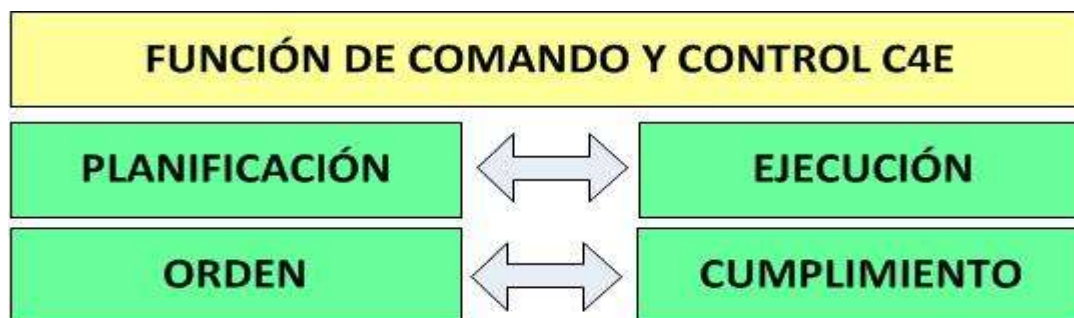 FUNCIÓN DE COMANDO Y CONTROL C4E
PLANIFICACIÓN
EJECUCIÓN
ORDEN
CUMPLIMIENTO